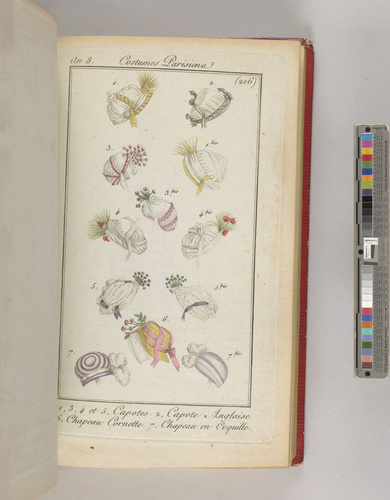 An 8. Costumes Parisiens (216)
1. 2.
3. 1 bis
3 bis
4. 4 bis
5. 5 bis
6.
7. 7 bis
1, 3, 4 et 5, Capotes. 2, Capote Anglaise.
6, Chapeau Cornette. 7, Chapeau en Coquille.